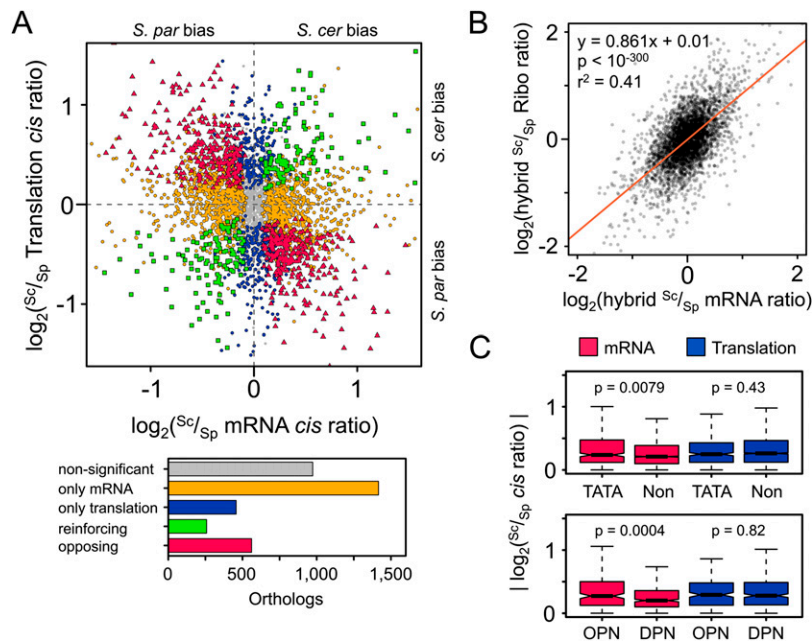 A
S. par bias
S. cer bias
log2(Sc/Sp Translation cis ratio)
1
0
-1
S. cer bias
S. par bias
-1
0
1
log2(Sc/Sp mRNA cis ratio)
non-significant
only mRNA
only translation
reinforcing
opposing
0
500
1,000
1,500
Orthologs
B
y = 0.861x + 0.01
p < 10-300
r2 = 0.41
log2(hybrid Sc/Sp Ribo ratio)
2
0
-2
-2
0
2
log2(hybrid Sc/Sp mRNA ratio)
C
mRNA
Translation
| log2(Sc/Sp cis ratio) |
p = 0.0079
p = 0.43
1
0
TATA
Non
TATA
Non
p = 0.0004
p = 0.82
1
0
OPN
DPN
OPN
DPN